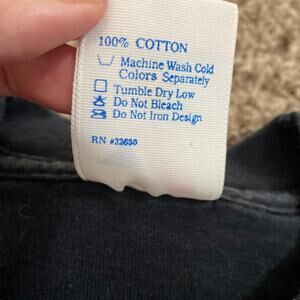 100% COTTON
Machine Wash Cold
Colors Separately
Tumble Dry Low
Do Not Bleach
Do Not Iron Design
RN #32630